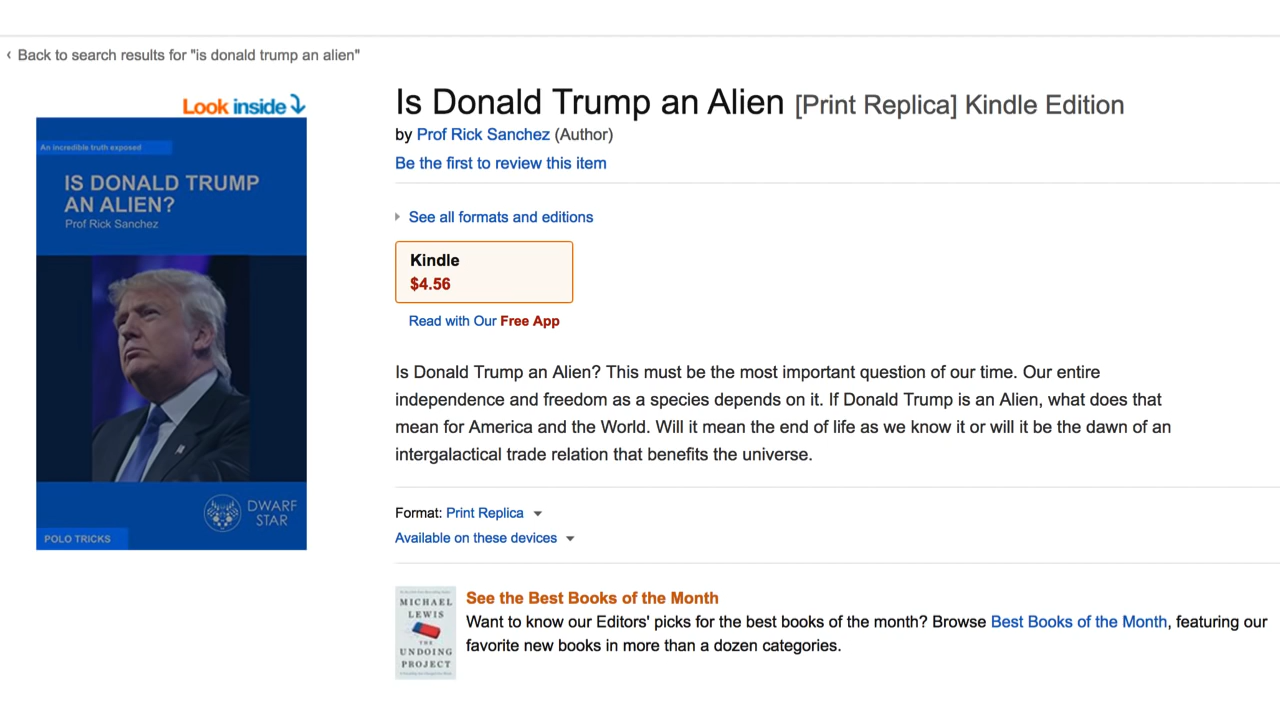 ‹ Back to search results for "is donald trump an alien"
Look inside
An incredible truth exposed
IS DONALD TRUMP
AN ALIEN?
Prof Rick Sanchez
DWARF
STAR
POLO TRICKS
Is Donald Trump an Alien [Print Replica] Kindle Edition
by Prof Rick Sanchez (Author)
Be the first to review this item
See all formats and editions
Kindle
$4.56
Read with Our Free App
Is Donald Trump an Alien? This must be the most important question of our time. Our entire
independence and freedom as a species depends on it. If Donald Trump is an Alien, what does that
mean for America and the World. Will it mean the end of life as we know it or will it be the dawn of an
intergalactical trade relation that benefits the universe.
Format: Print Replica
Available on these devices
MICHAEL
LEWIS
THE
UNDOING
PROJECT
See the Best Books of the Month
Want to know our Editors' picks for the best books of the month? Browse Best Books of the Month, featuring our
favorite new books in more than a dozen categories.